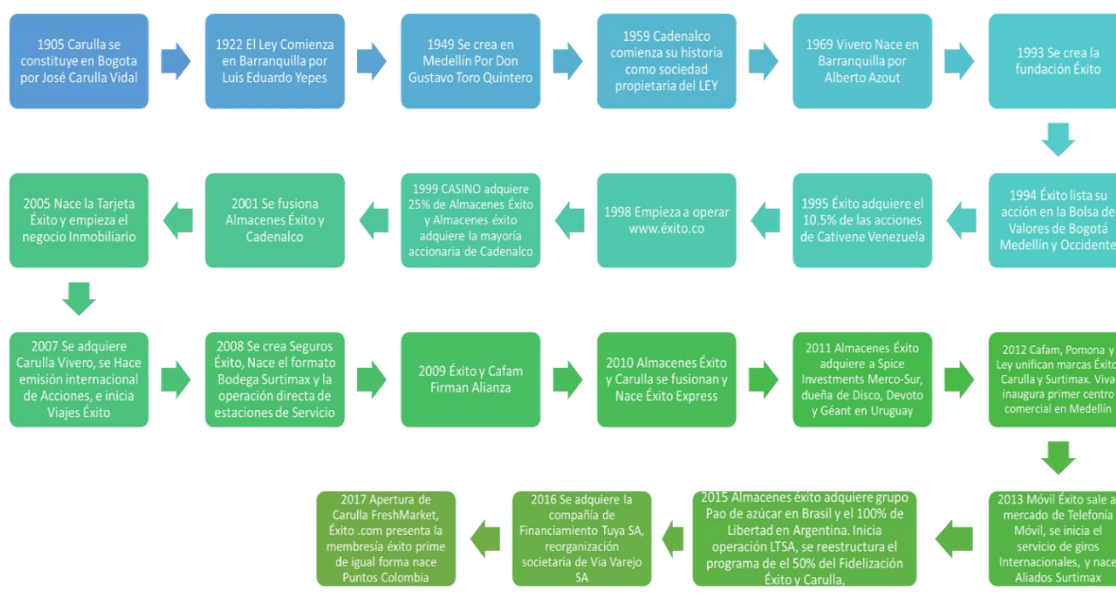 1905 Carulla se
constituye en Bogota
por José Carulla Vidal
1922 El Ley Comienza
en Barranquilla por
Luis Eduardo Yepes
1949 Se crea en
Medellín Por Don
Gustavo Toro Quintero
1959 Cadenalco
comienza su historia
como sociedad
propietaria del LEY
1969 Vivero Nace en
Barranquilla por
Alberto Azout
1993 Se crea la
fundación Éxito
1994 Éxito lista su
acción en la Bolsa de
Valores de Bogotá
Medellín y Occidente
1995 Éxito adquiere el
10.5% de las acciones
de Cativene Venezuela
1998 Empieza a operar
www.éxito.co
1999 CASINO adquiere
25% de Almacenes Éxito
y Almacenes éxito
adquiere la mayoría
accionaria de Cadenalco
2001 Se fusiona
Almacenes Éxito y
Cadenalco
2005 Nace la Tarjeta
Éxito y empieza el
negocio Inmobiliario
2007 Se adquiere
Carulla Vivero, se Hace
emisión internacional
de Acciones, e inicia
Viajes Éxito
2008 Se crea Seguros
Éxito, Nace el formato
Bodega Surtimax y la
operación directa de
estaciones de Servicio
2009 Éxito y Cafam
Firman Alianza
2010 Almacenes Éxito
y Carulla se fusionan y
Nace Éxito Express
2011 Almacenes Éxito
adquiere a Spice
Investments Merco-Sur,
dueña de Disco, Devoto
y Géant en Uruguay
2012 Cafam, Pomona y
Ley unifican marcas Éxito
Carulla y Surtimax. Viva
inaugura primer centro
comercial en Medellín
2013 Móvil Éxito sale a
mercado de Telefonía
Móvil, se inicia el
servicio de giros
Internacionales, y nace
Aliados Surtimax
2015 Almacenes éxito adquiere grupo
Pao de azúcar en Brasil y el 100% de
Libertad en Argentina. Inicia
operación LTSA, se reestructura el
programa de el 50% del Fidelización
Éxito y Carulla,
2016 Se adquiere la
compañía de
Financiamiento Tuya SA,
reorganización
societaria de Via Varejo
SA
2017 Apertura de
Carulla FreshMarket,
Éxito .com presenta la
membresía éxito prime
de igual forma nace
Puntos Colombia